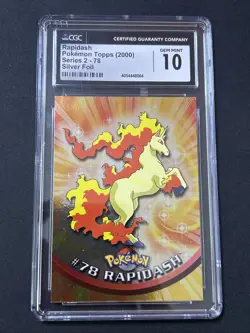 CGC CERTIFIED GUARANTY COMPANY
Rapidash
Pokémon Topps (2000)
Series 2 - 78
Silver Foil
GEM MINT
10
POKéMON
#78 RAPIDASH